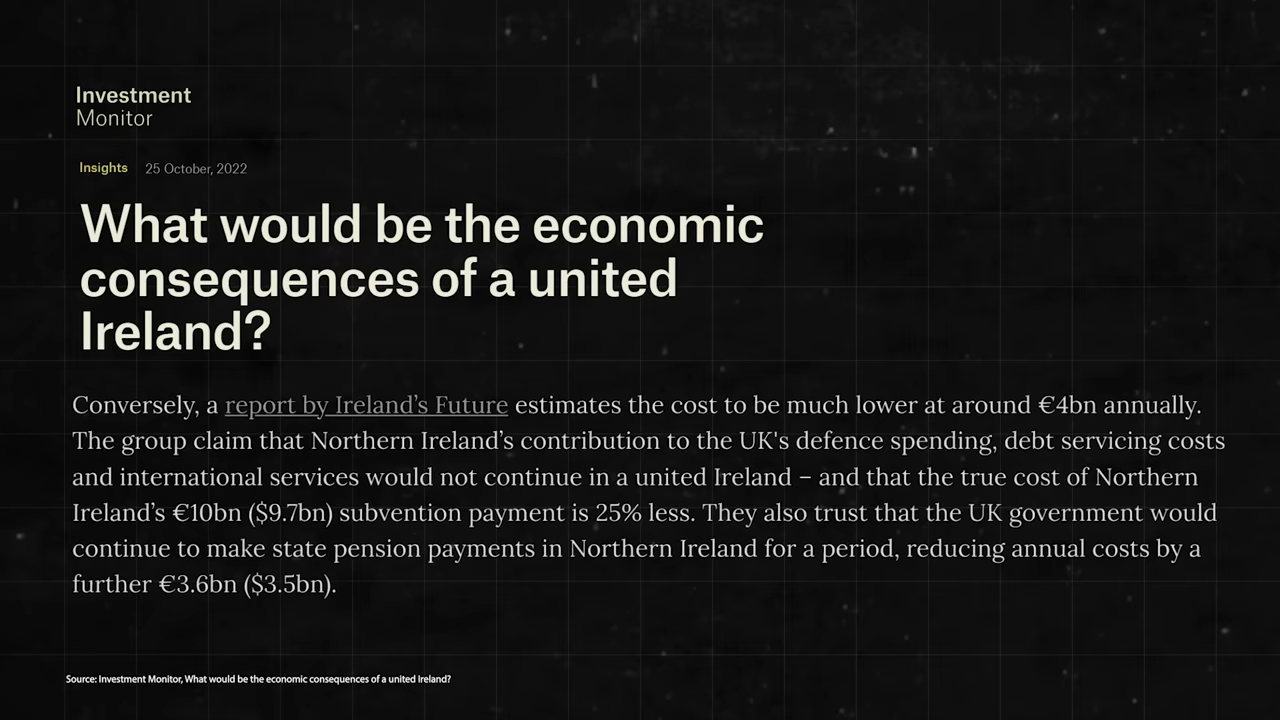 Investment
Monitor
Insights 25 October, 2022
What would be the economic
consequences of a united
Ireland?
Conversely, a report by Ireland’s Future estimates the cost to be much lower at around €4bn annually.
The group claim that Northern Ireland’s contribution to the UK's defence spending, debt servicing costs
and international services would not continue in a united Ireland – and that the true cost of Northern
Ireland’s €10bn ($9.7bn) subvention payment is 25% less. They also trust that the UK government would
continue to make state pension payments in Northern Ireland for a period, reducing annual costs by a
further €3.6bn ($3.5bn).
Source: Investment Monitor, What would be the economic consequences of a united Ireland?